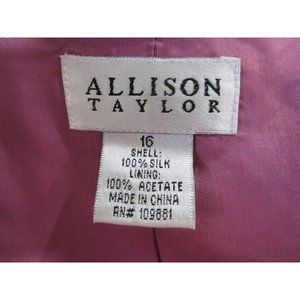 ALLISON
TAYLOR
16
SHELL:
100% SILK
LINING:
100% ACETATE
MADE IN CHINA
RN# 109881